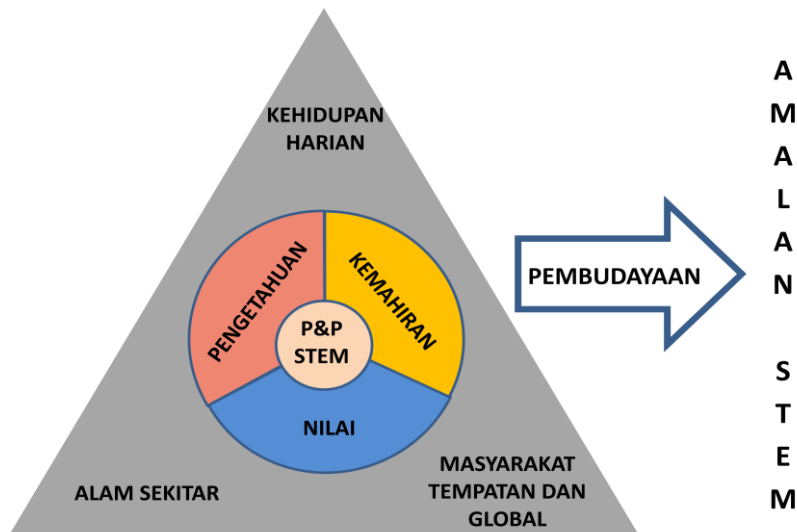 KEHIDUPAN
HARIAN
PENGETAHUAN
KEMAHIRAN
P&P
STEM
NILAI
ALAM SEKITAR
MASYARAKAT
TEMPATAN DAN
GLOBAL
PEMBUDAYAAN
A
M
A
L
A
N
S
T
E
M